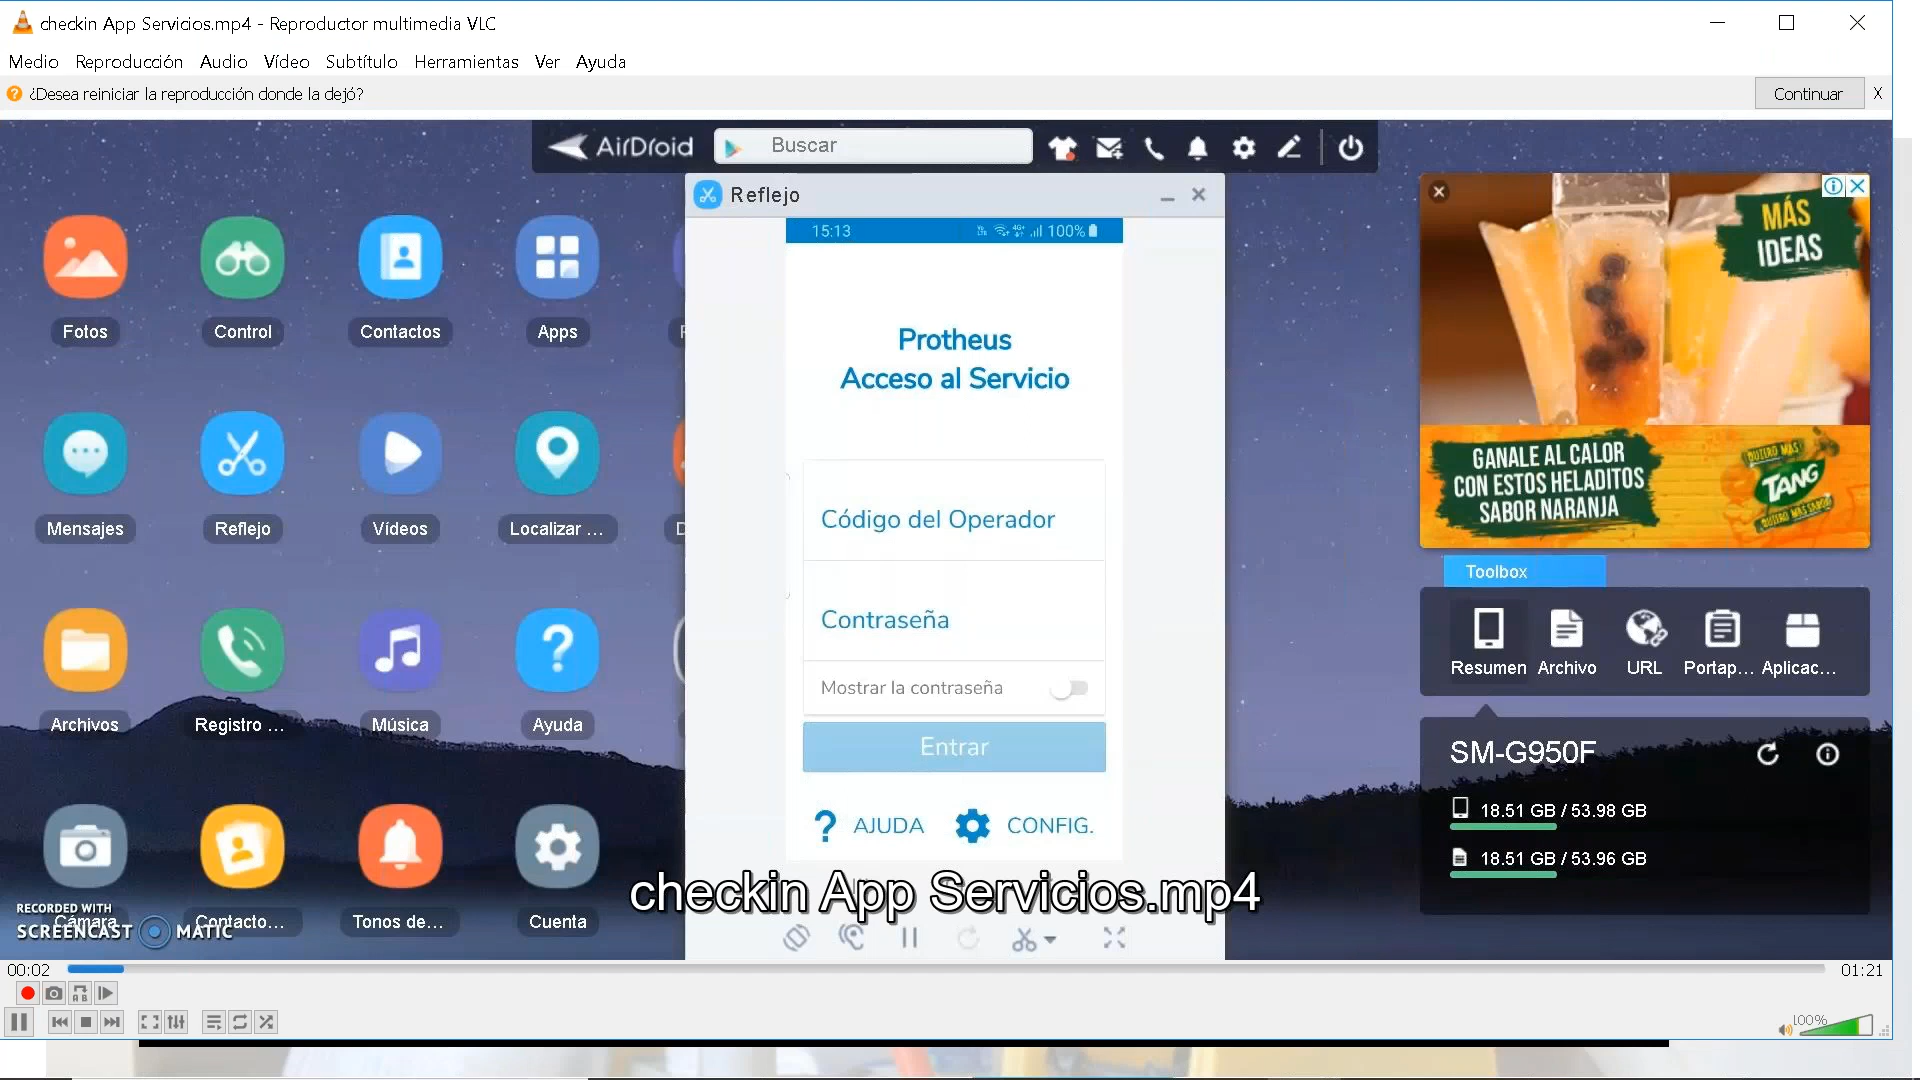 checkin App Servicios.mp4 - Reproductor multimedia VLC
Medio Reproducción Audio Vídeo Subtítulo Herramientas Ver Ayuda
¿Desea reiniciar la reproducción donde la dejó?
Continuar X
AirDroid Buscar
Reflejo
15:13 100%
Protheus
Acceso al Servicio
Código del Operador
Contraseña
Mostrar la contraseña
Entrar
? AJUDA CONFIG.
Fotos Control Contactos Apps
Mensajes Reflejo Vídeos Localizar ...
Archivos Registro ... Música Ayuda
Cámara Contacto... Tonos de... Cuenta
RECORDED WITH
SCREENCAST MATIC
MÁS
IDEAS
GANALE AL CALOR
CON ESTOS HELADITOS
SABOR NARANJA
QUIERO MAS
TANG
QUIERO MAS SABOR
Toolbox
Resumen Archivo URL Portap... Aplicac...
SM-G950F
18.51 GB / 53.98 GB
18.51 GB / 53.96 GB
checkin App Servicios.mp4
00:02 01:21
100%